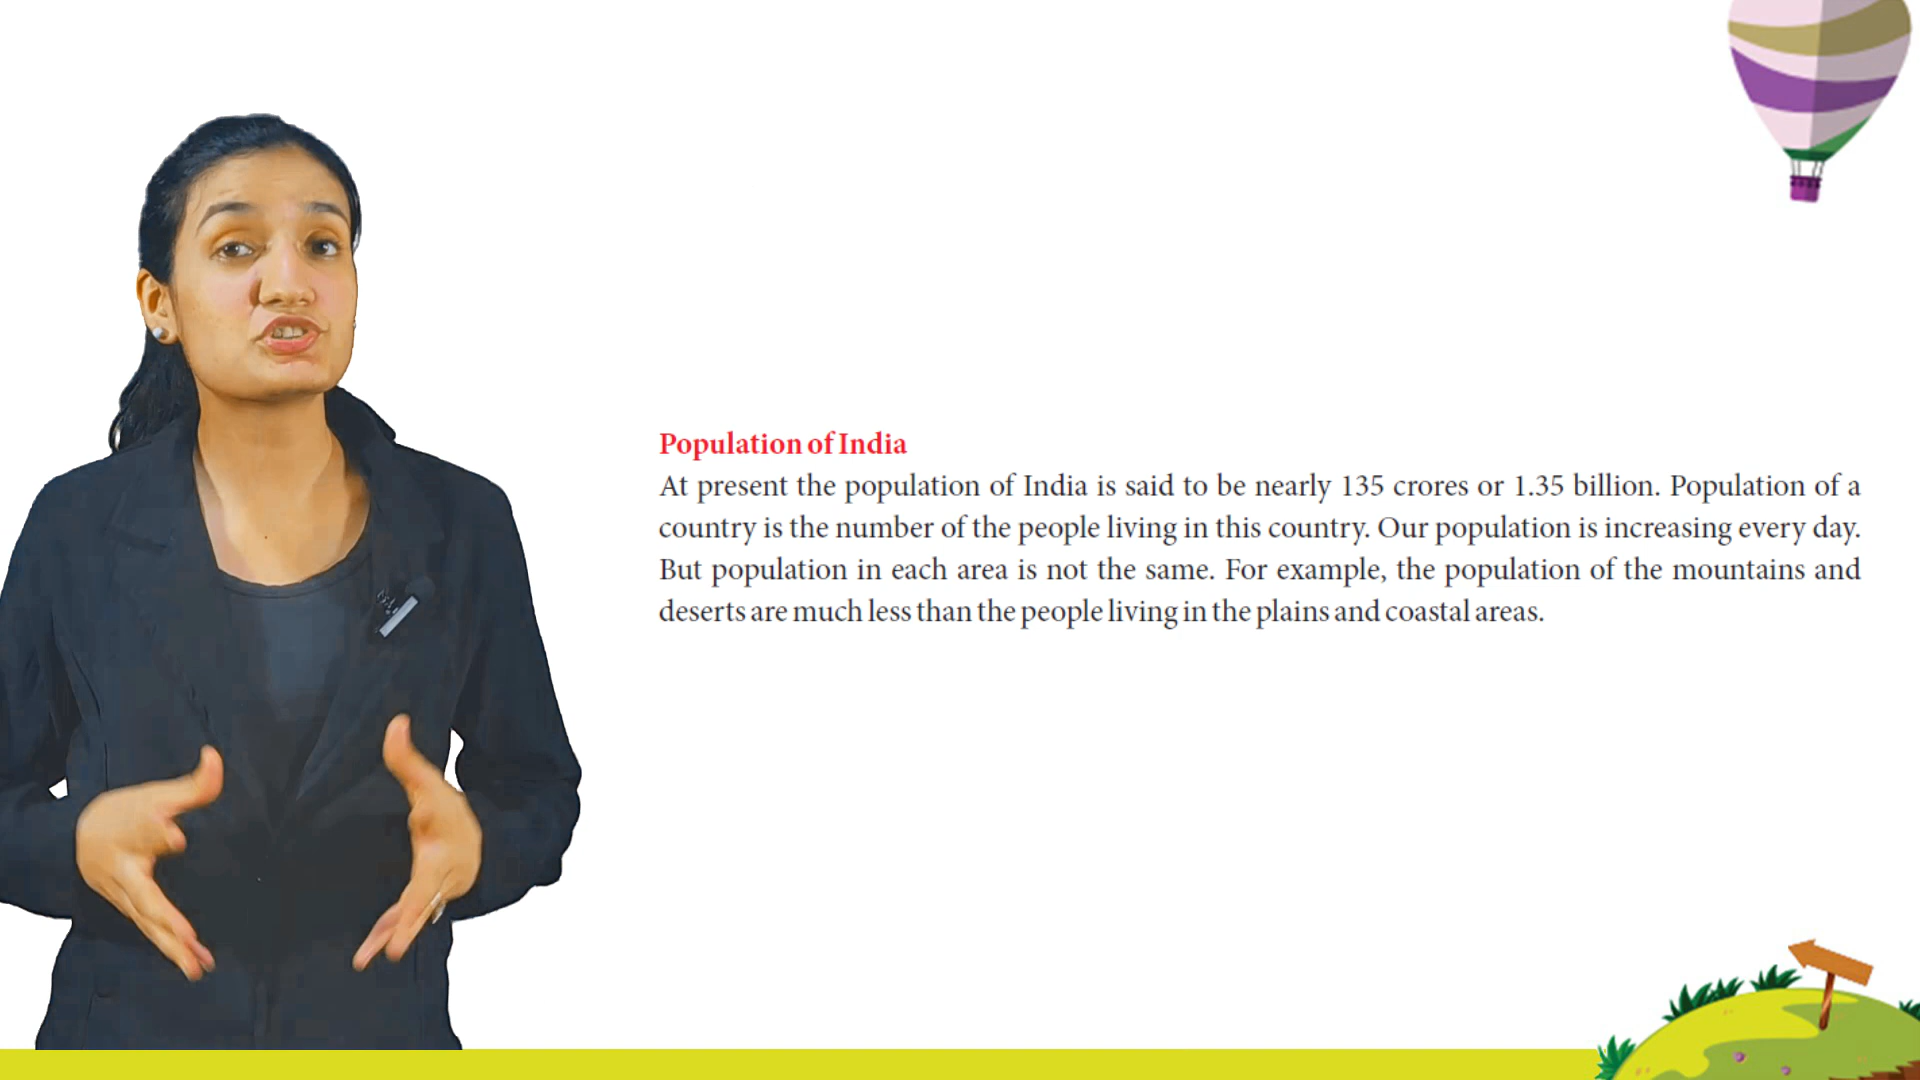 Population of India
At present the population of India is said to be nearly 135 crores or 1.35 billion. Population of a
country is the number of the people living in this country. Our population is increasing every day.
But population in each area is not the same. For example, the population of the mountains and
deserts are much less than the people living in the plains and coastal areas.